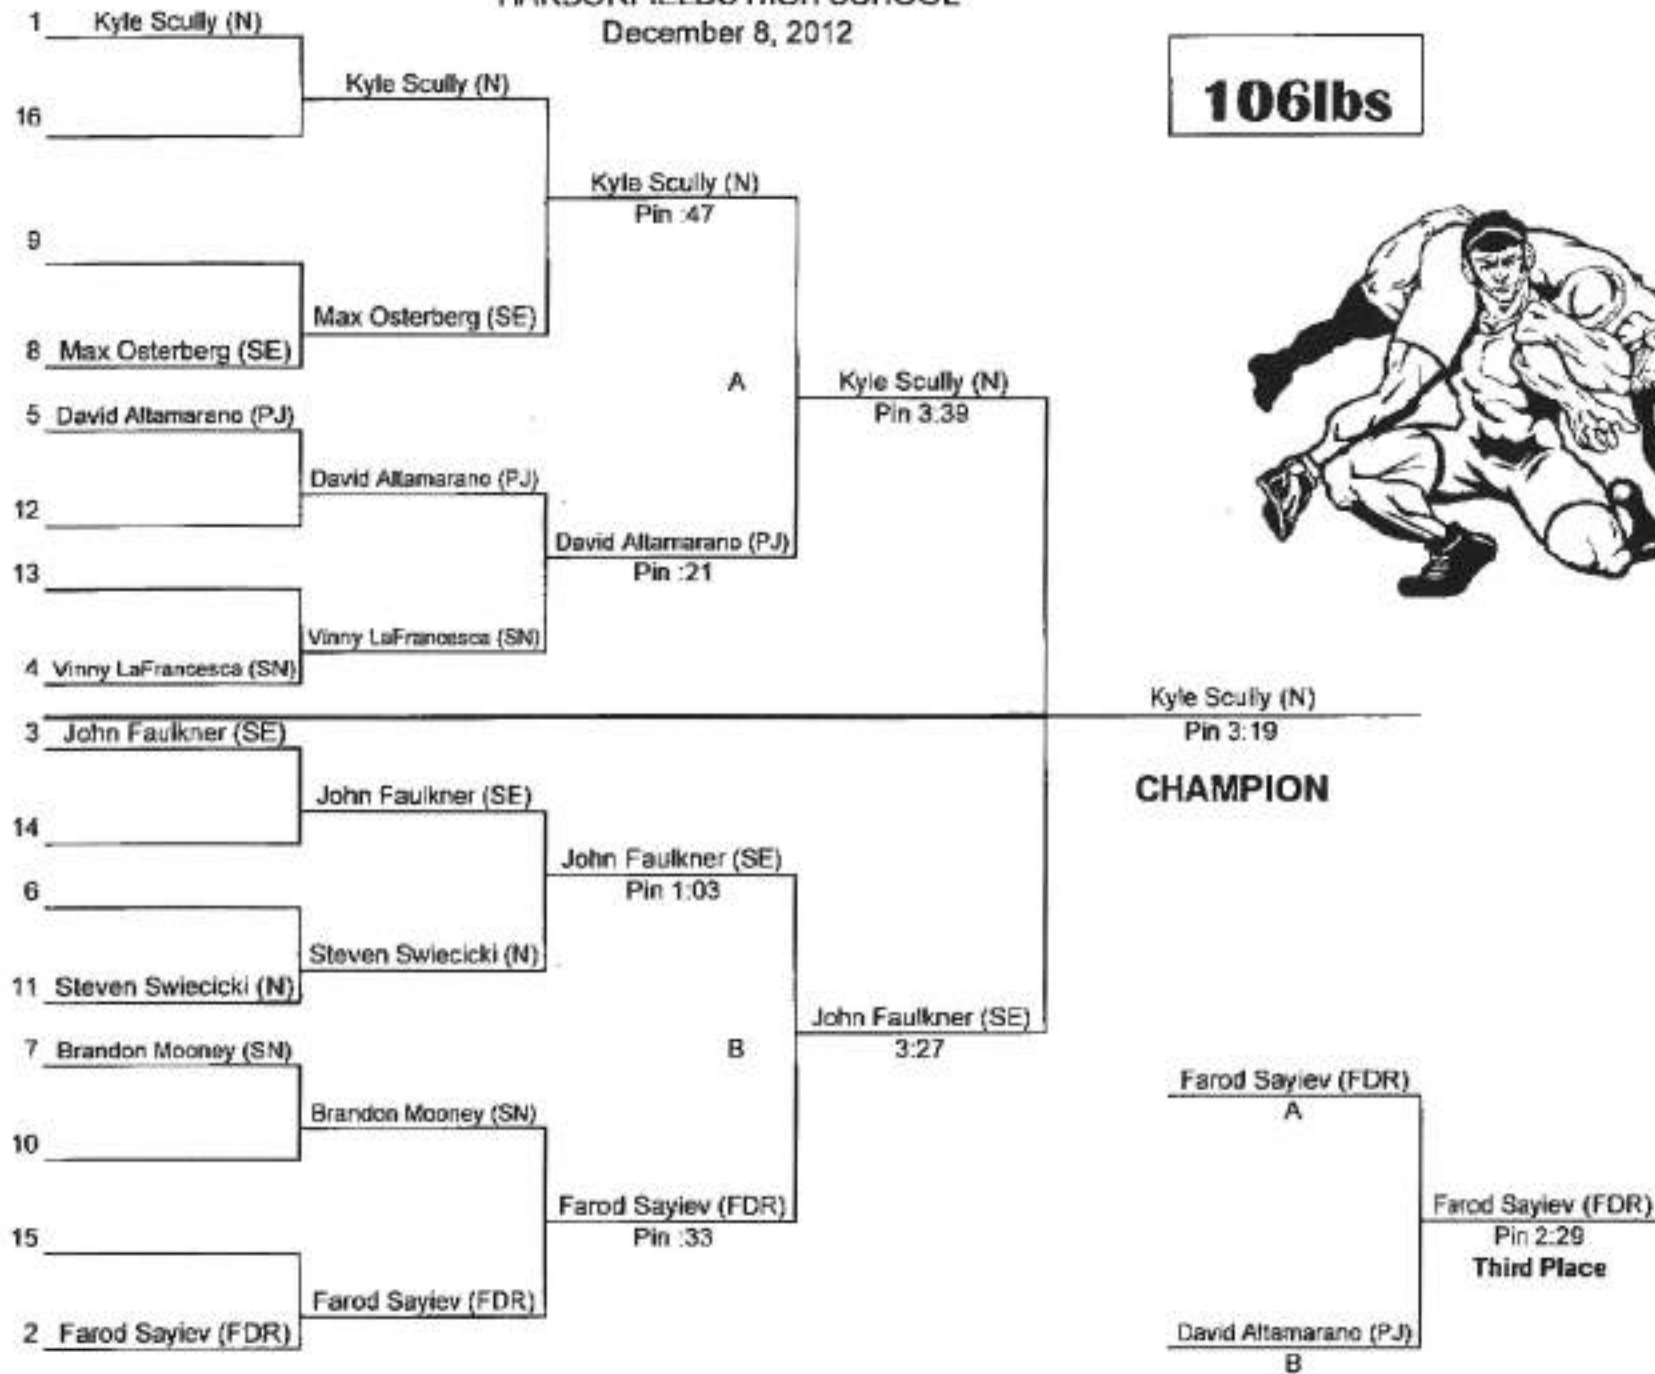 December 8, 2012
106lbs
1 Kyle Scully (N)
16
9
8 Max Osterberg (SE)
5 David Altamarano (PJ)
12
13
4 Vinny LaFrancesca (SN)
3 John Faulkner (SE)
14
6
11 Steven Swiecicki (N)
7 Brandon Mooney (SN)
10
15
2 Farod Sayiev (FDR)
Kyle Scully (N)
Max Osterberg (SE)
David Altamarano (PJ)
Vinny LaFrancesca (SN)
John Faulkner (SE)
Steven Swiecicki (N)
Brandon Mooney (SN)
Farod Sayiev (FDR)
Kyle Scully (N)
Pin :47
A
David Altamarano (PJ)
Pin :21
John Faulkner (SE)
Pin 1:03
B
Farod Sayiev (FDR)
Pin :33
Kyle Scully (N)
Pin 3:39
John Faulkner (SE)
3:27
Kyle Scully (N)
Pin 3:19
CHAMPION
Farod Sayiev (FDR)
A
Farod Sayiev (FDR)
Pin 2:29
Third Place
David Altamarano (PJ)
B